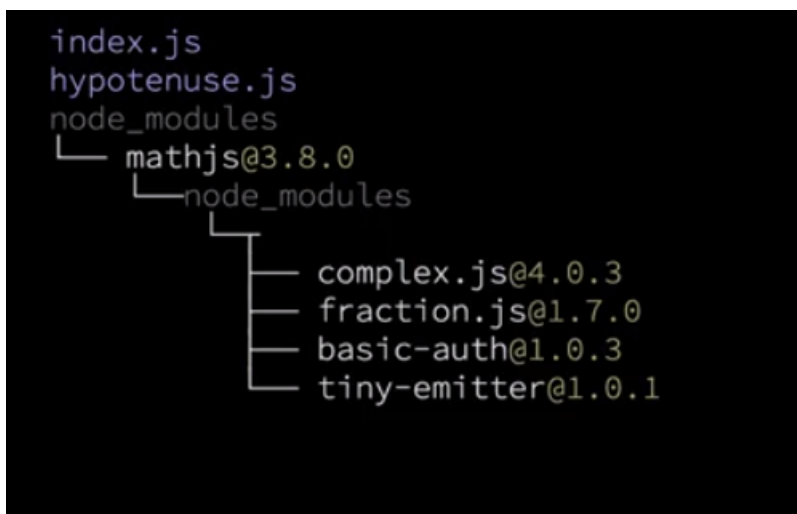 index.js
hypotenuse.js
node_modules
mathjs@3.8.0
node_modules
complex.js@4.0.3
fraction.js@1.7.0
basic-auth@1.0.3
tiny-emitter@1.0.1